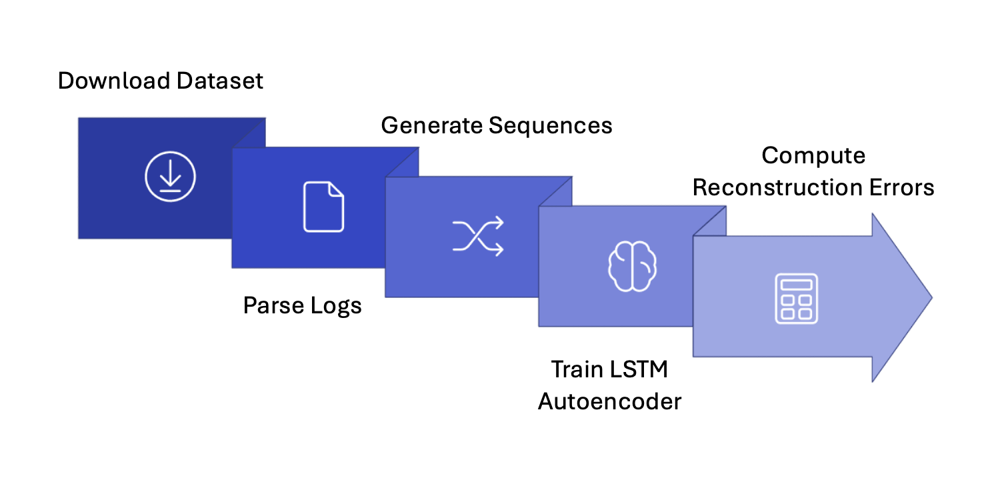 Download Dataset
Parse Logs
Generate Sequences
Train LSTM
Autoencoder
Compute
Reconstruction Errors